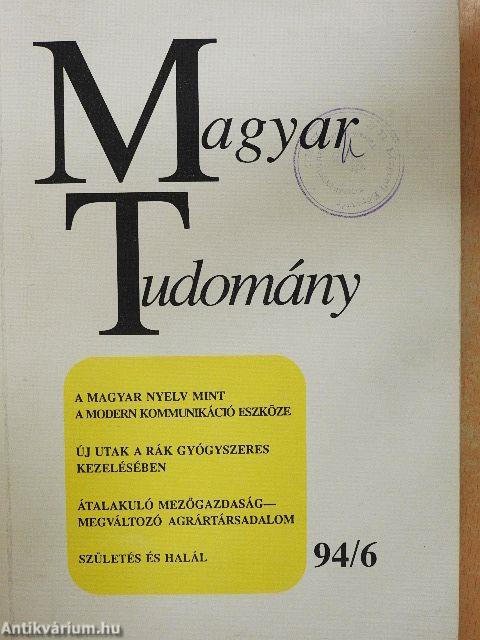 Magyar
Tudomány
A MAGYAR NYELV MINT
A MODERN KOMMUNIKÁCIÓ ESZKÖZE
ÚJ UTAK A RÁK GYÓGYSZERES
KEZELÉSÉBEN
ÁTALAKULÓ MEZŐGAZDASÁG—
MEGVÁLTOZÓ AGRÁRTÁRSADALOM
SZÜLETÉS ÉS HALÁL
94/6
Antikvárium.hu